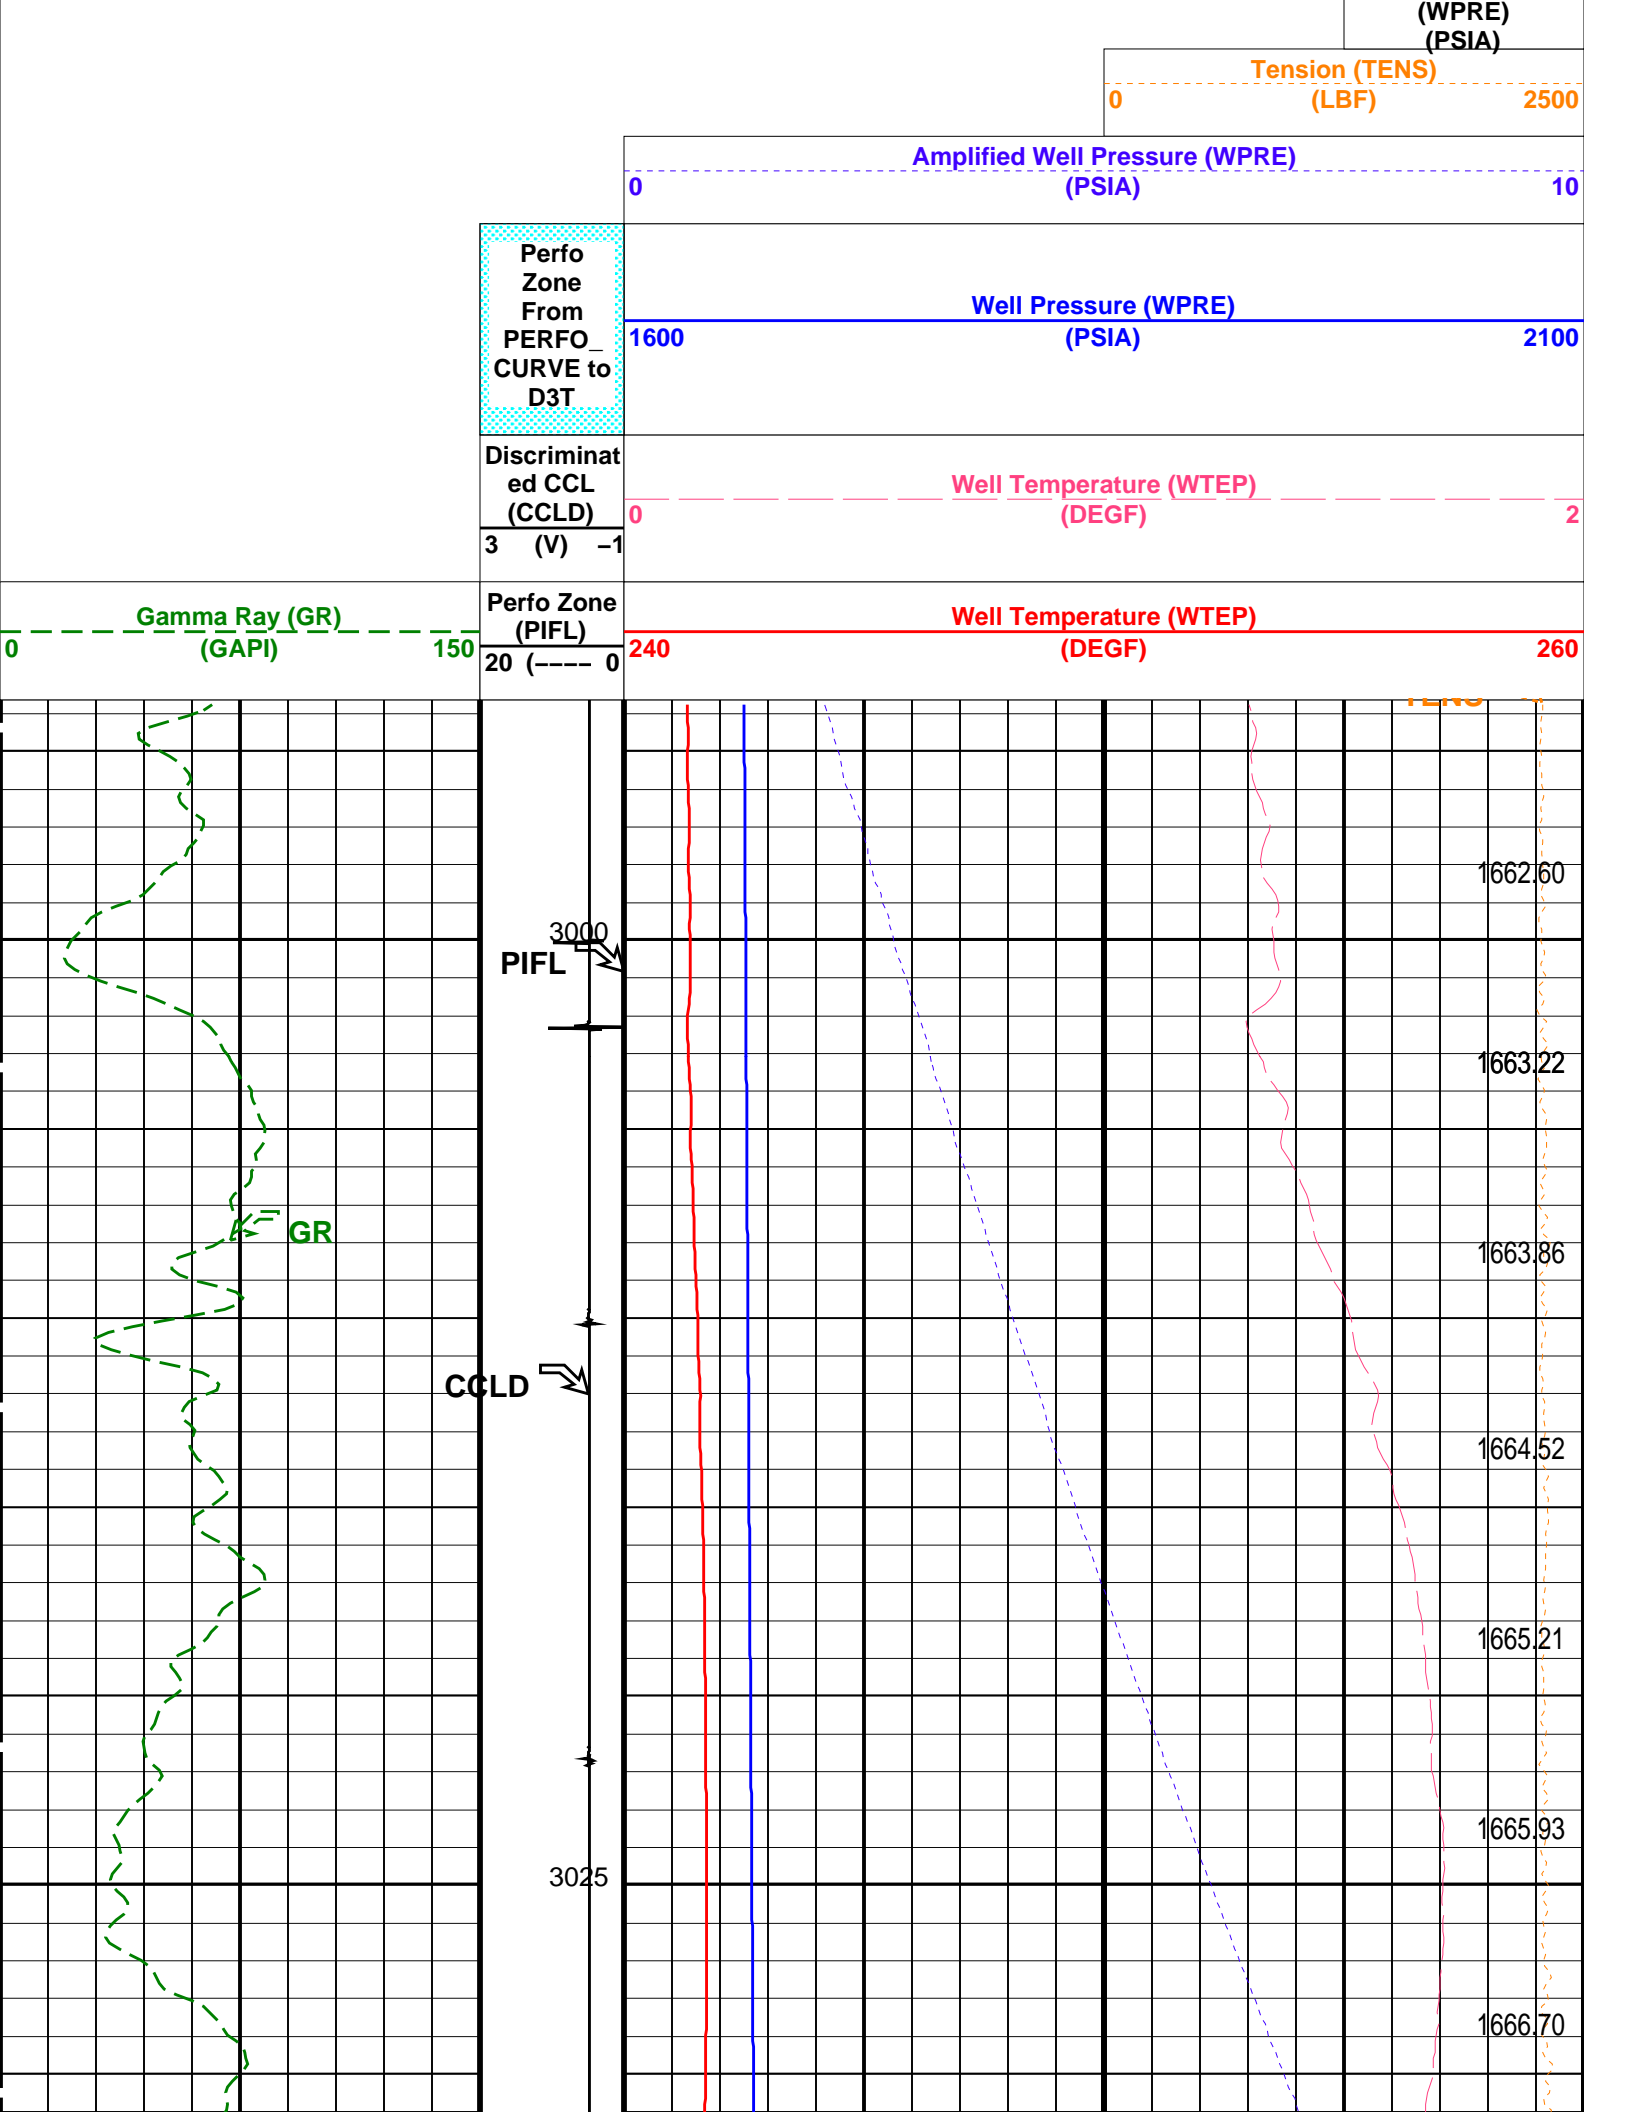 (WPRE)
(PSIA)
Tension (TENS)
0 (LBF) 2500
Amplified Well Pressure (WPRE)
0 (PSIA) 10
Perfo
Zone
From
PERFO_
CURVE to
D3T
Well Pressure (WPRE)
1600 (PSIA) 2100
Discriminat
ed CCL
(CCLD)
3 (V) –1
Well Temperature (WTEP)
0 (DEGF) 2
Gamma Ray (GR)
0 (GAPI) 150
Perfo Zone
(PIFL)
20 (–––– 0
Well Temperature (WTEP)
240 (DEGF) 260
TENS
1662.60
3000
PIFL
1663.22
GR
1663.86
CCLD
1664.52
1665.21
1665.93
3025
1666.70